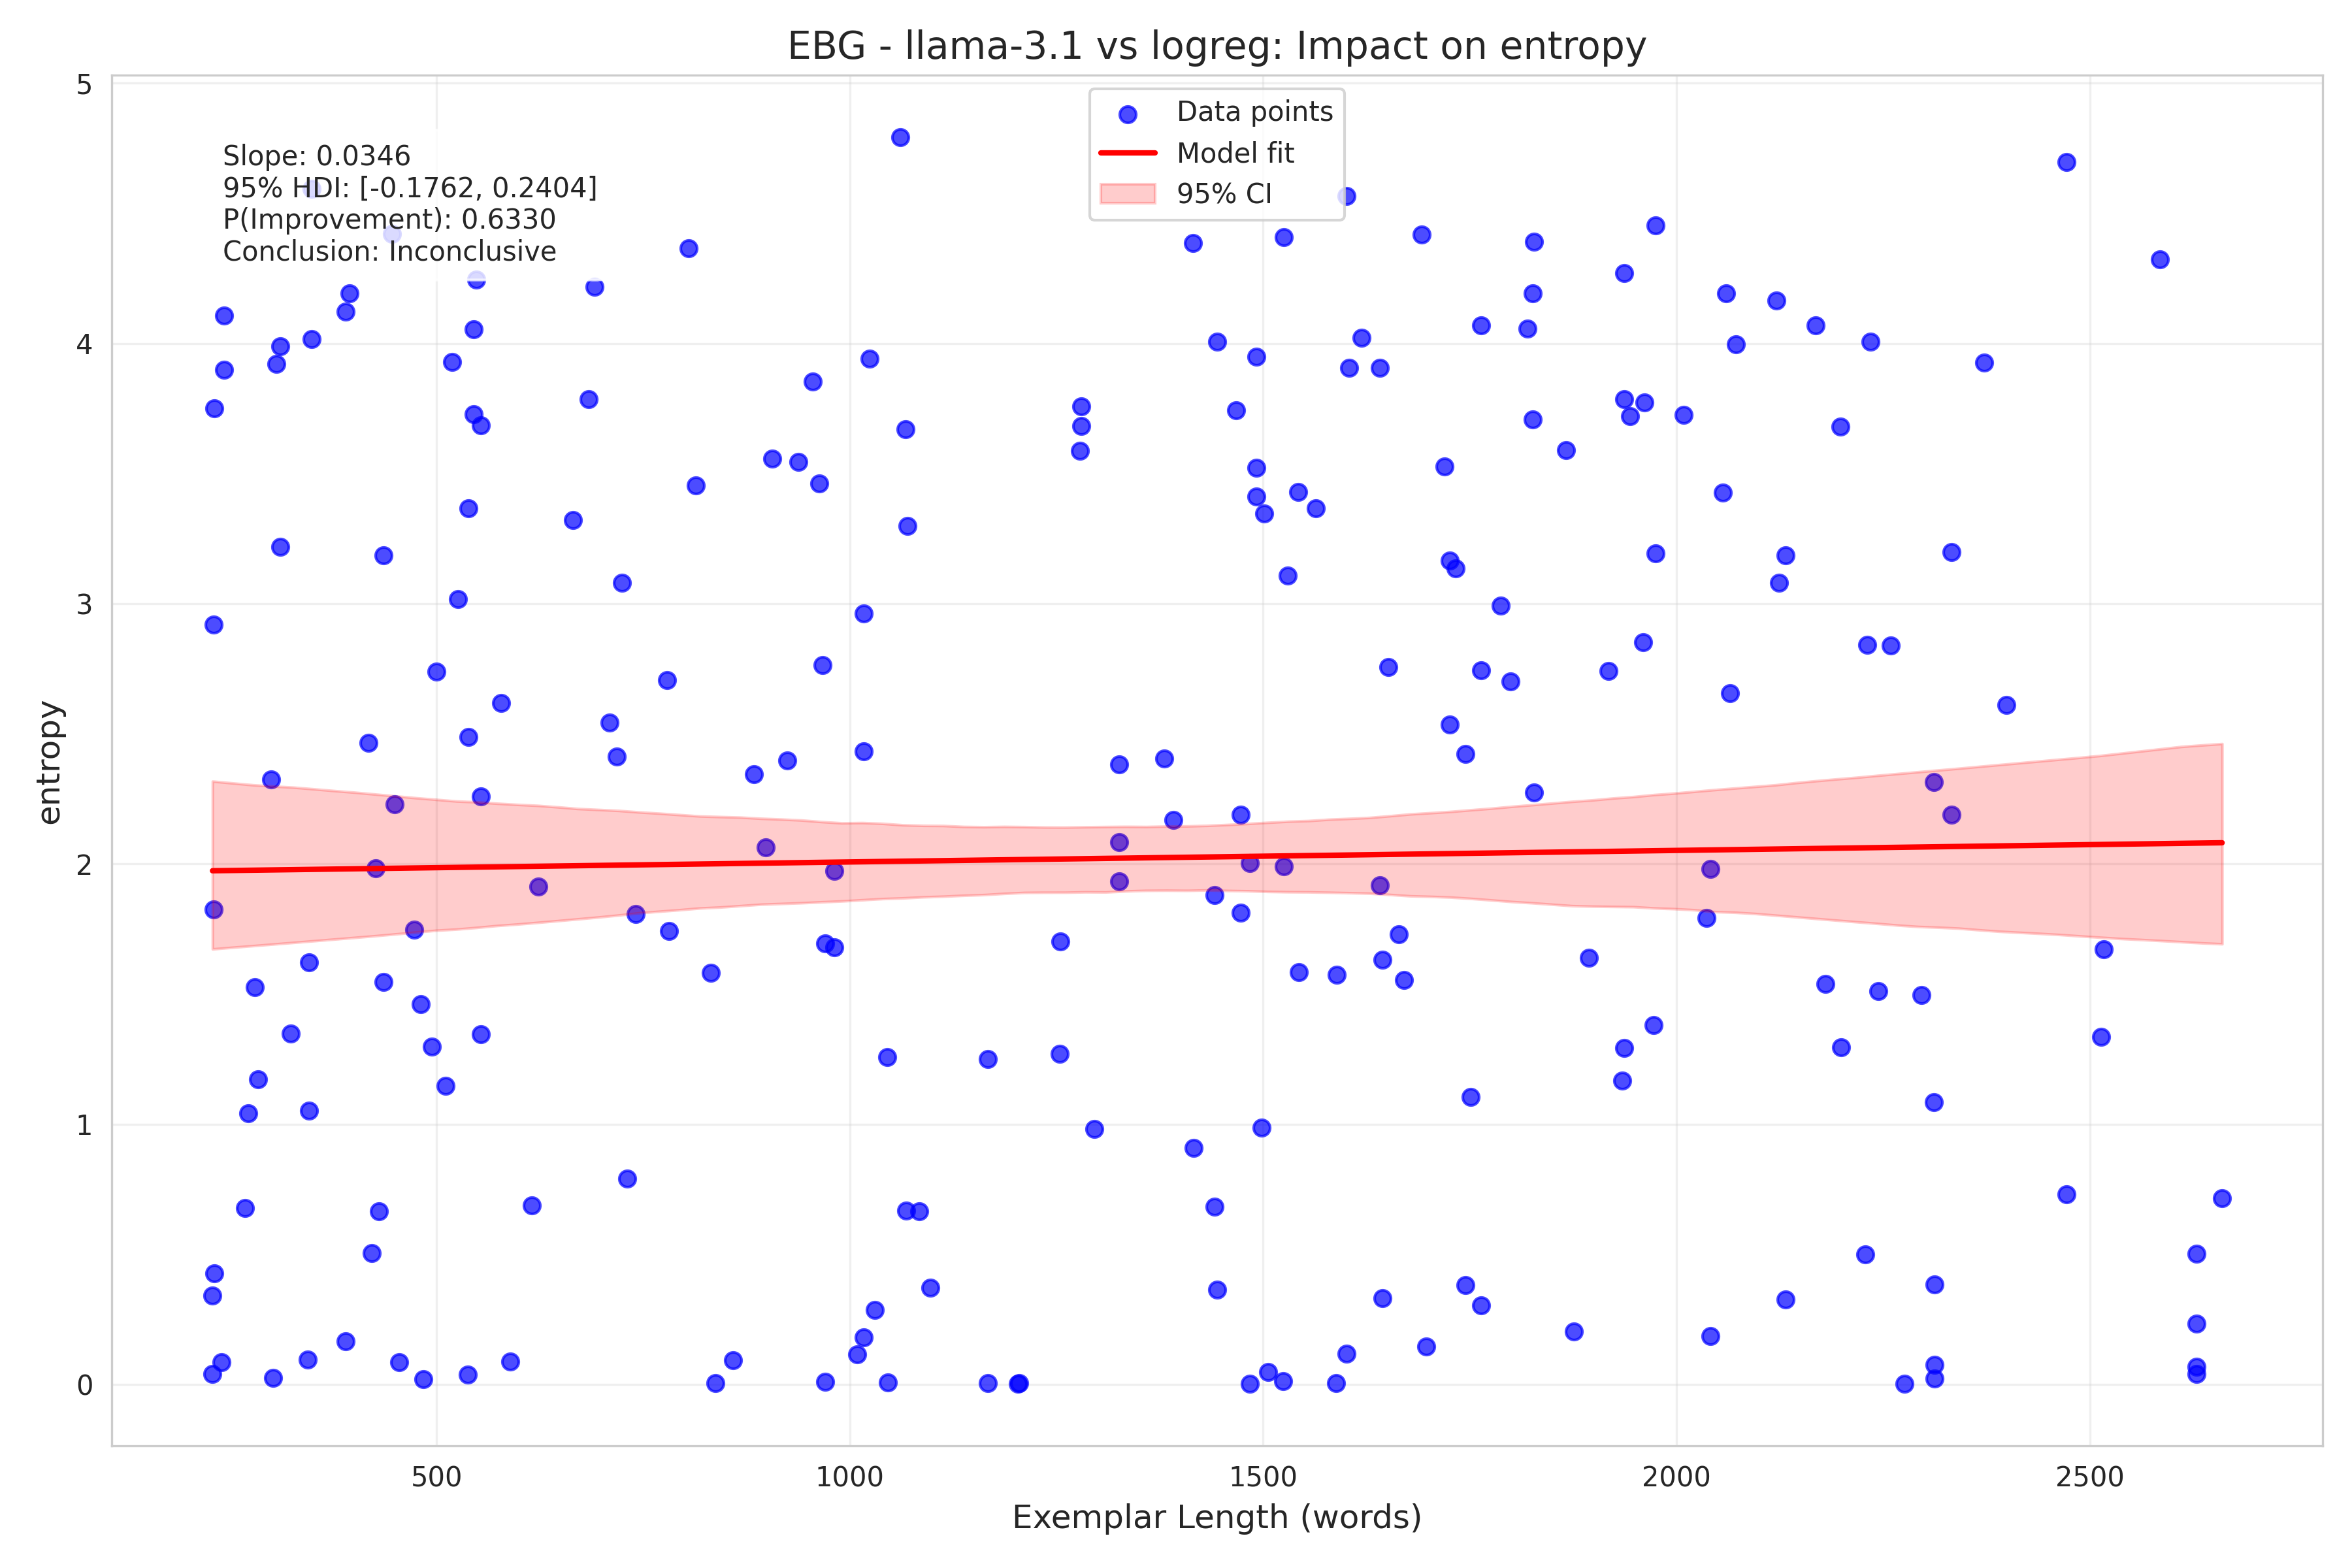 EBG - llama-3.1 vs logreg: Impact on entropy
Slope: 0.0346
95% HDI: [-0.1762, 0.2404]
P(Improvement): 0.6330
Conclusion: Inconclusive
Data points
Model fit
95% CI
entropy
5
4
3
2
1
0
500 1000 1500 2000 2500
Exemplar Length (words)